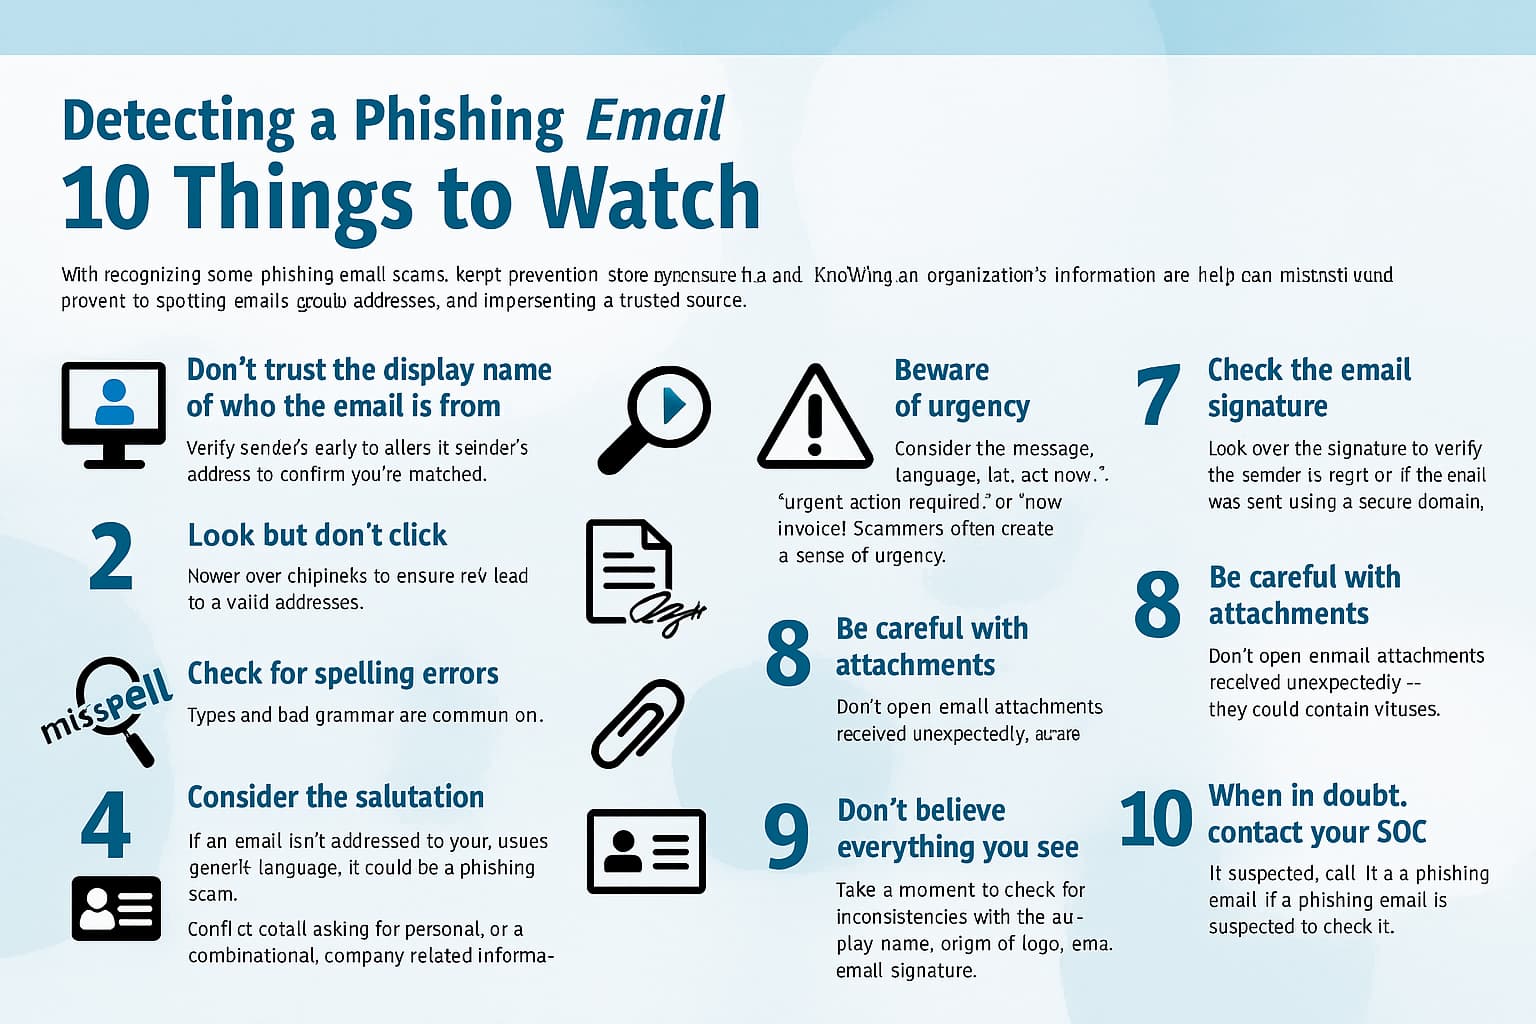 Detecting a Phishing Email
10 Things to Watch
With recognizing some phishing emall scams. kerpt prevention store and KnoWing.an organization's information are help can
provent to spotting emails addresses, and impersenting a trusted source.
Don't trust the display name
of who the email is from
Verify sender's early to allers it seinder's
address to confirm you're matched.
2
Look but don't click
Nower over chipineks to ensure rev lead
to a vaiid addresses.
misspell
Check for spelling errors
Types and bad grammar are commun on.
4
Consider the salutation
If an email isn't addressed to your, usues
language, it could be a phishing
scam.
Confl ct cotall asking for personal, or a
combinational, company related informa-
Beware
of urgency
Consider the message,
language, lat. act now.".
"urgent action required." or "now
invoice! Scammers often create
a sense of urgency.
8
Be careful with
attachments
Don't open emall attachments
received unexpectedly,
9
Don't believe
everything you see
Take a moment to check for
inconsistencies with the au-
play name, origm of logo, ema.
emall signature.
7
Check the email
signature
Look over the signature to verify
the semder is regrt or if the enail
was sent using a secure domain,
8
Be careful with
attachments
Don't open enmail attachments
received unexpectediy --
they could contain vituses.
10
When in doubt.
contact your SOC
It suspected, call It a a phishing
email if a phishing email is
suspected to check it.